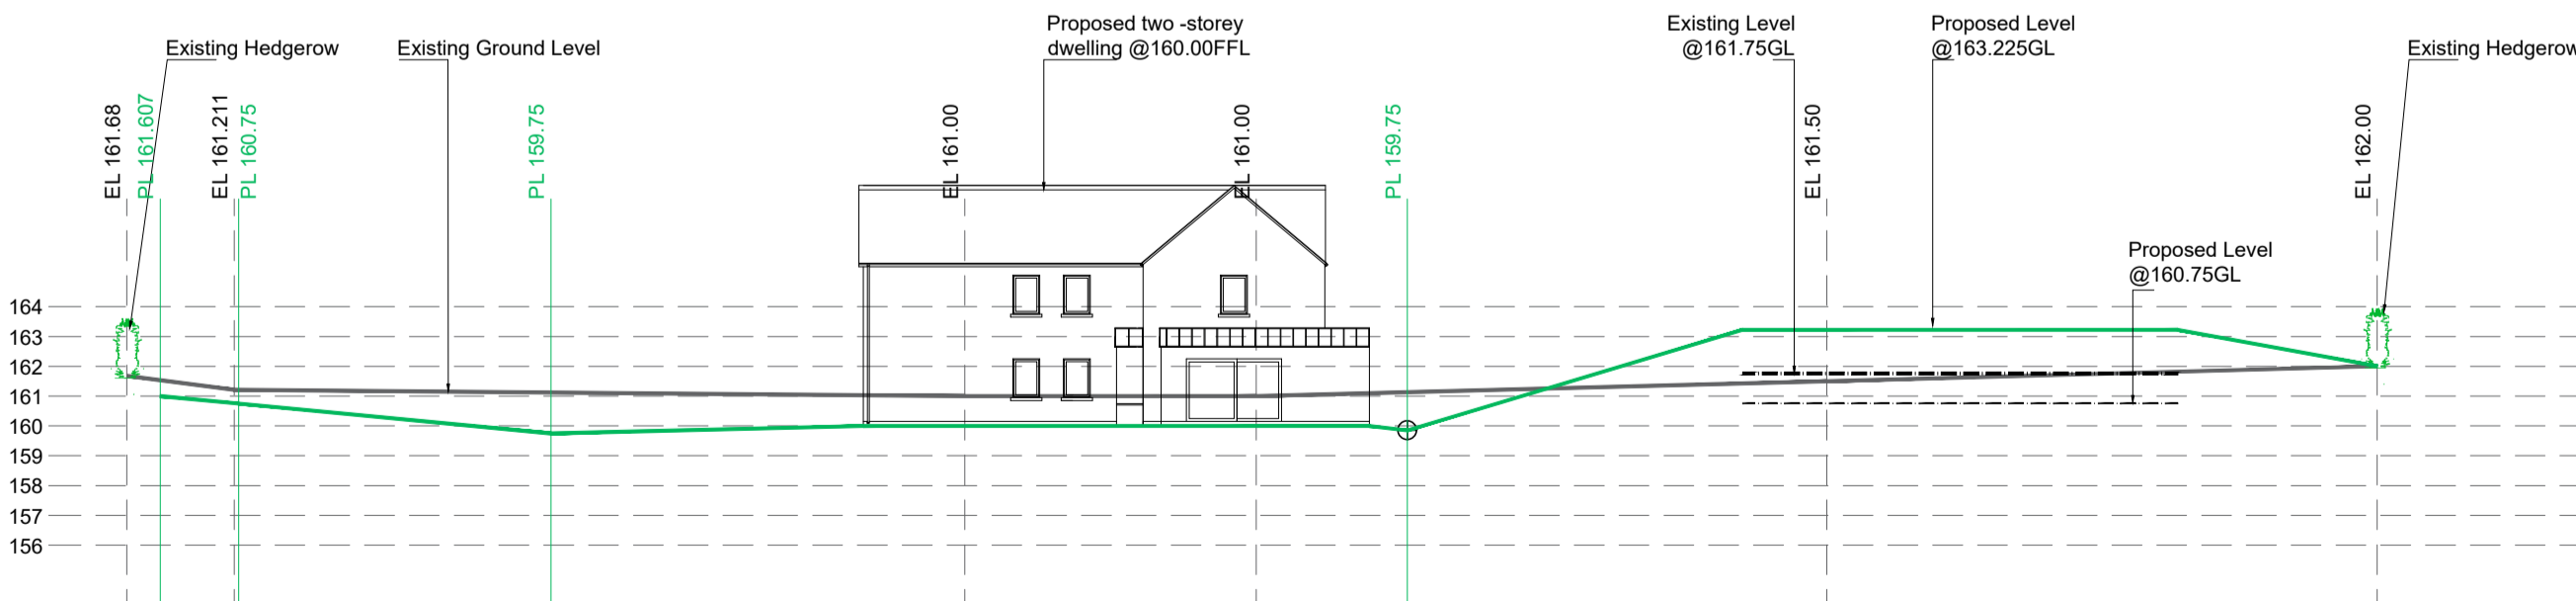 Proposed two -storey
dwelling @160.00FFL
Existing Level
@161.75GL
Proposed Level
@163.225GL
Existing Hedgerow
Existing Ground Level
Existing Hedgerow
EL 161.68
PL 161.607
EL 161.211
PL 160.75
PL 159.75
EL 161.00
EL 161.00
PL 159.75
EL 161.50
EL 162.00
Proposed Level
@160.75GL
164
163
162
161
160
159
158
157
156